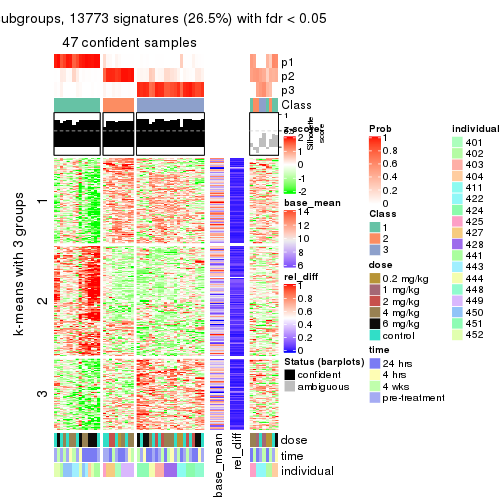 ubgroups, 13773 signatures (26.5%) with fdr < 0.05
47 confident samples
p1
p2
p3
Class
1
Silhouette
score
k-means with 3 groups
1
2
3
dose
time
individual
base_mean
rel_diff
z-score
2
1
0
-1
-2
base_mean
14
12
10
8
6
rel_diff
1
0.8
0.6
0.4
0.2
0
Status (barplots)
confident
ambiguous
Prob
1
0.8
0.6
0.4
0.2
0
Class
1
2
3
dose
0.2 mg/kg
1 mg/kg
2 mg/kg
4 mg/kg
6 mg/kg
control
time
24 hrs
4 hrs
4 wks
pre-treatment
individual
401
402
403
404
411
422
424
425
427
428
441
443
444
448
449
450
451
452